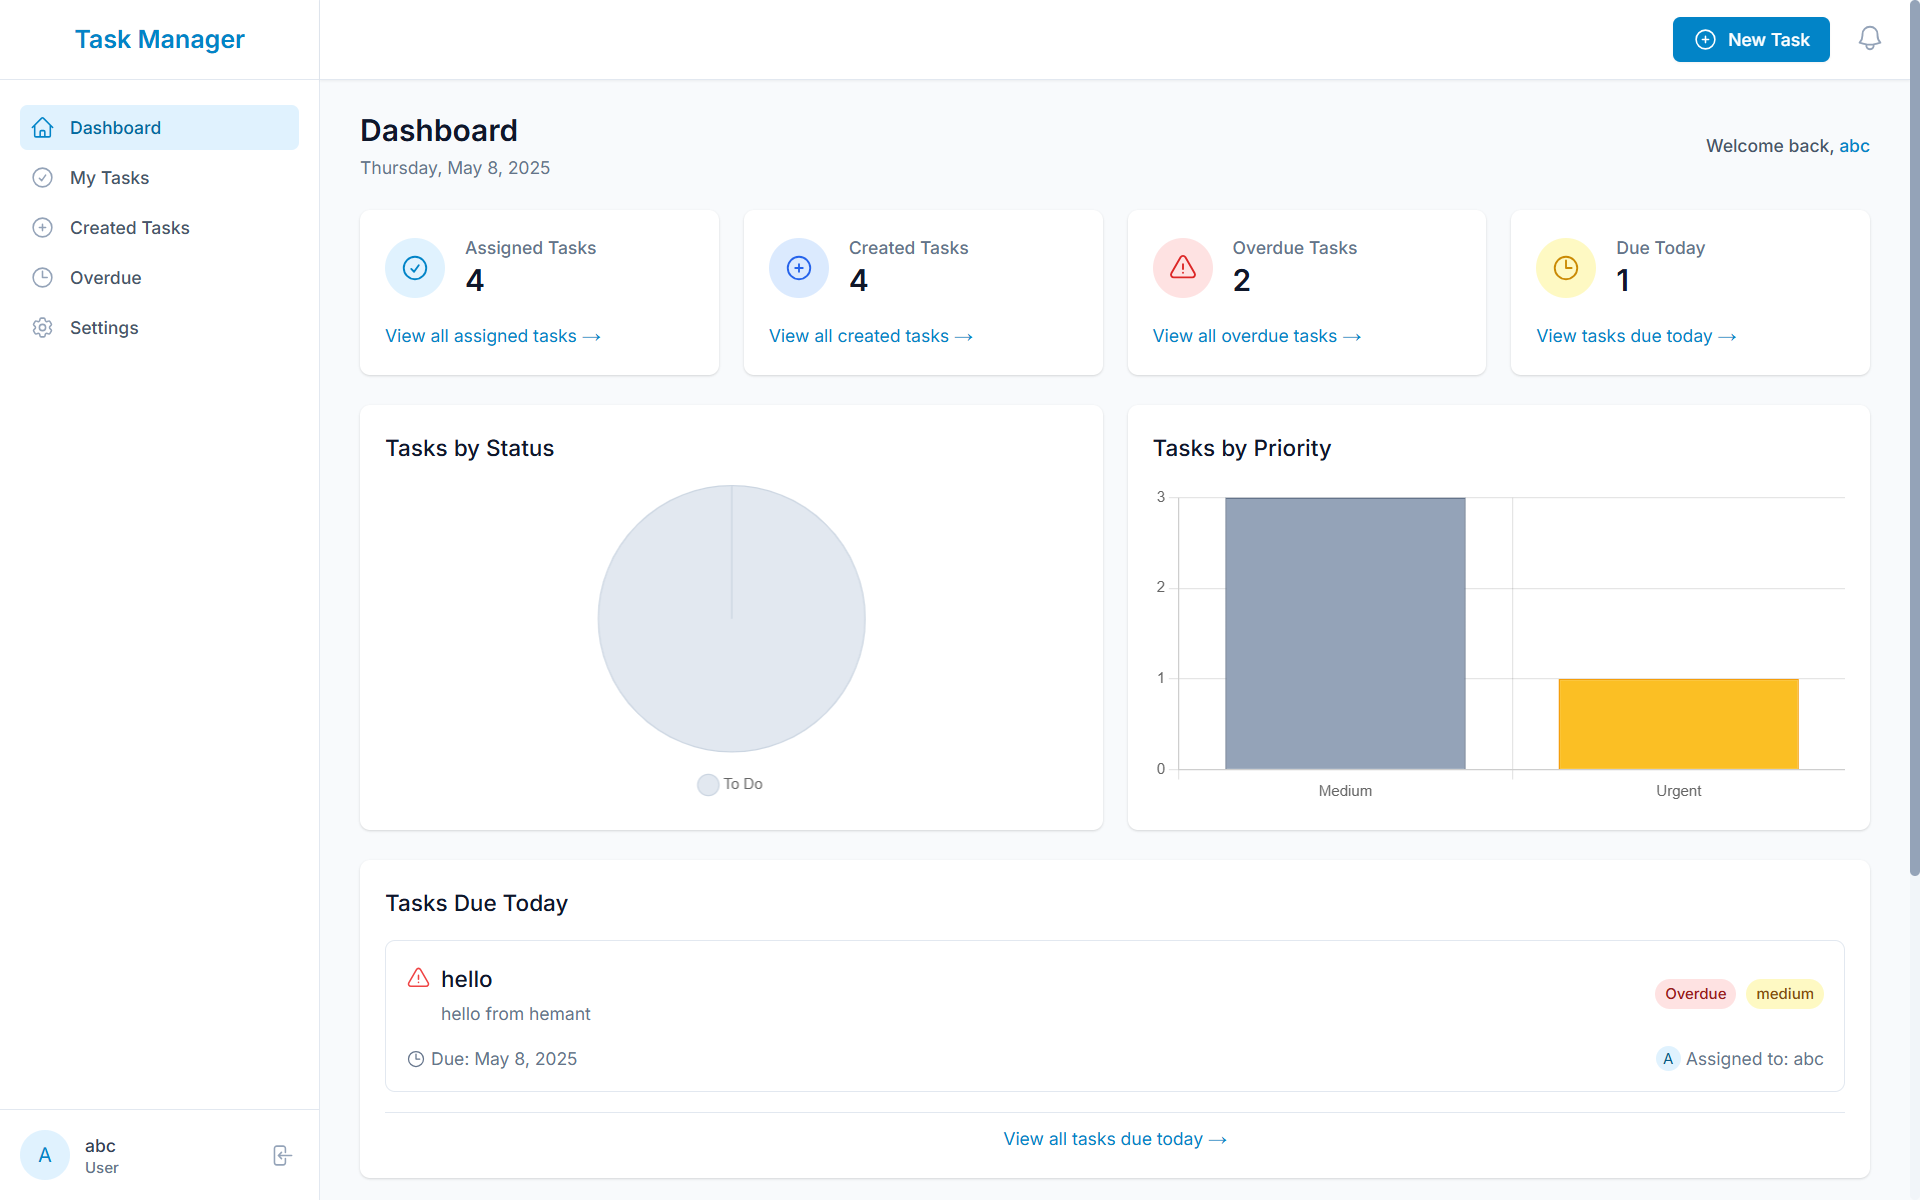 Task Manager
New Task
Dashboard
My Tasks
Created Tasks
Overdue
Settings
Dashboard
Thursday, May 8, 2025
Welcome back, abc
Assigned Tasks
4
View all assigned tasks →
Created Tasks
4
View all created tasks →
Overdue Tasks
2
View all overdue tasks →
Due Today
1
View tasks due today →
Tasks by Status
To Do
Tasks by Priority
3
2
1
0
Medium
Urgent
Tasks Due Today
hello
hello from hemant
Overdue
medium
Due: May 8, 2025
A
Assigned to: abc
View all tasks due today →
A
abc
User